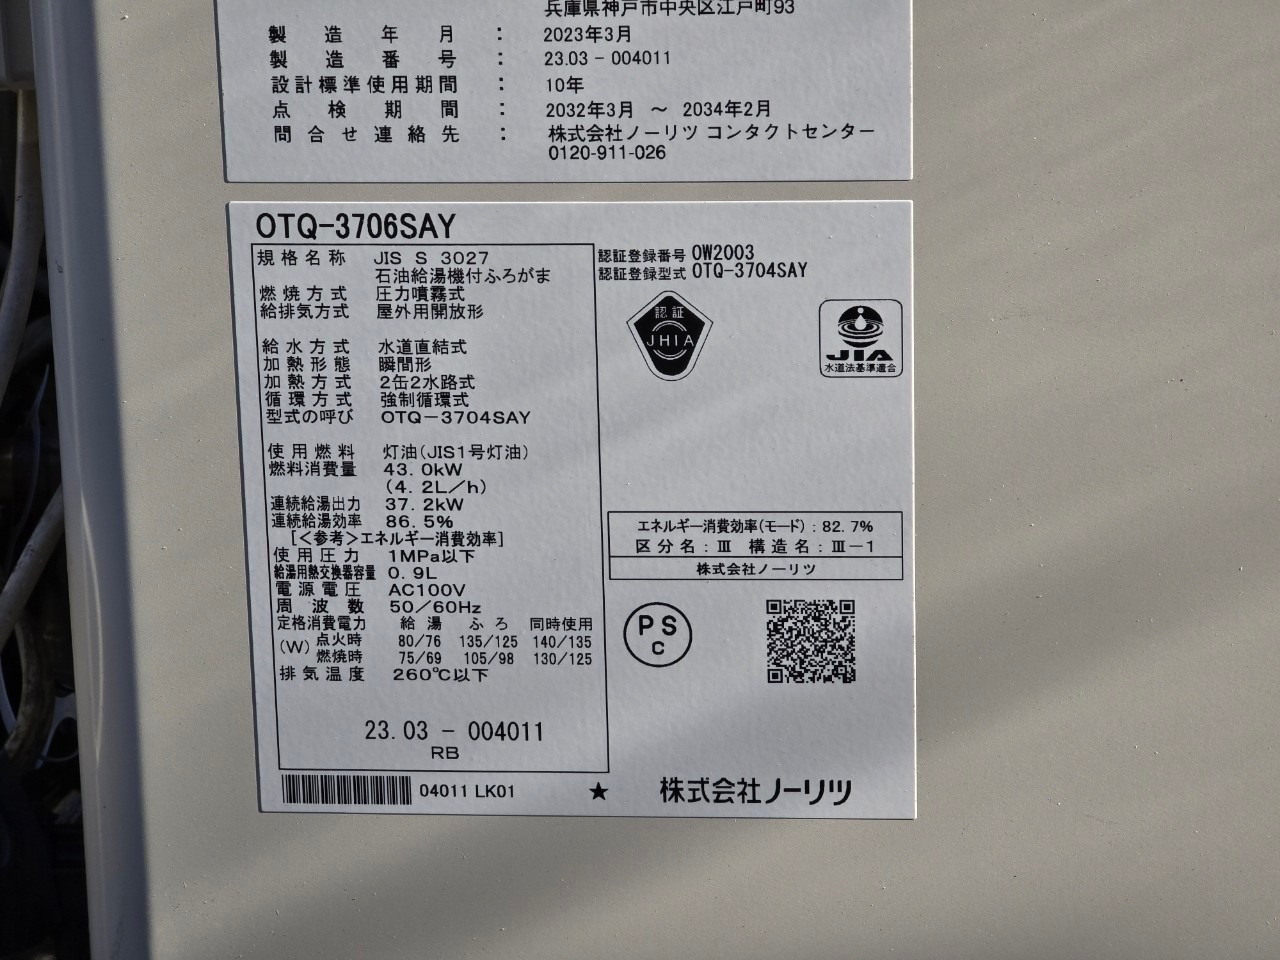 兵庫県神戸市中央区江戸町93
製造年月 : 2023年3月
製造番号 : 23.03 - 004011
設計標準使用期間 : 10年
点検期間 : 2032年3月 ～ 2034年2月
問合せ連絡先 : 株式会社ノーリツ コンタクトセンター
0120-911-026
OTQ-3706SAY
規格名称 JIS S 3027
石油給湯機付ふろがま
燃焼方式 圧力噴霧式
給排気方式 屋外用開放形
給水方式 水道直結式
加熱形態 瞬間形
加熱方式 2缶2水路式
循環方式 強制循環式
型式の呼び OTQ-3704SAY
使用燃料 灯油(JIS1号灯油)
燃料消費量 43.0kW
(4.2L/h)
連続給湯出力 37.2kW
連続給湯効率 86.5%
[<参考>エネルギー消費効率]
使用圧力 1MPa以下
給湯用熱交換器容量 0.9L
電源電圧 AC100V
周波数 50/60Hz
定格消費電力 給湯 ふろ 同時使用
(W) 点火時 80/76 135/125 140/135
燃焼時 75/69 105/98 130/125
排気温度 260℃以下
23.03 - 004011
RB
04011 LK01
★
認証登録番号 OW2003
認証登録型式 OTQ-3704SAY
認証
JHIA
JIA
水道法基準適合
エネルギー消費効率(モード) : 82.7%
区分名 : Ⅲ 構造名 : Ⅲ-1
株式会社ノーリツ
PS
C
株式会社ノーリツ